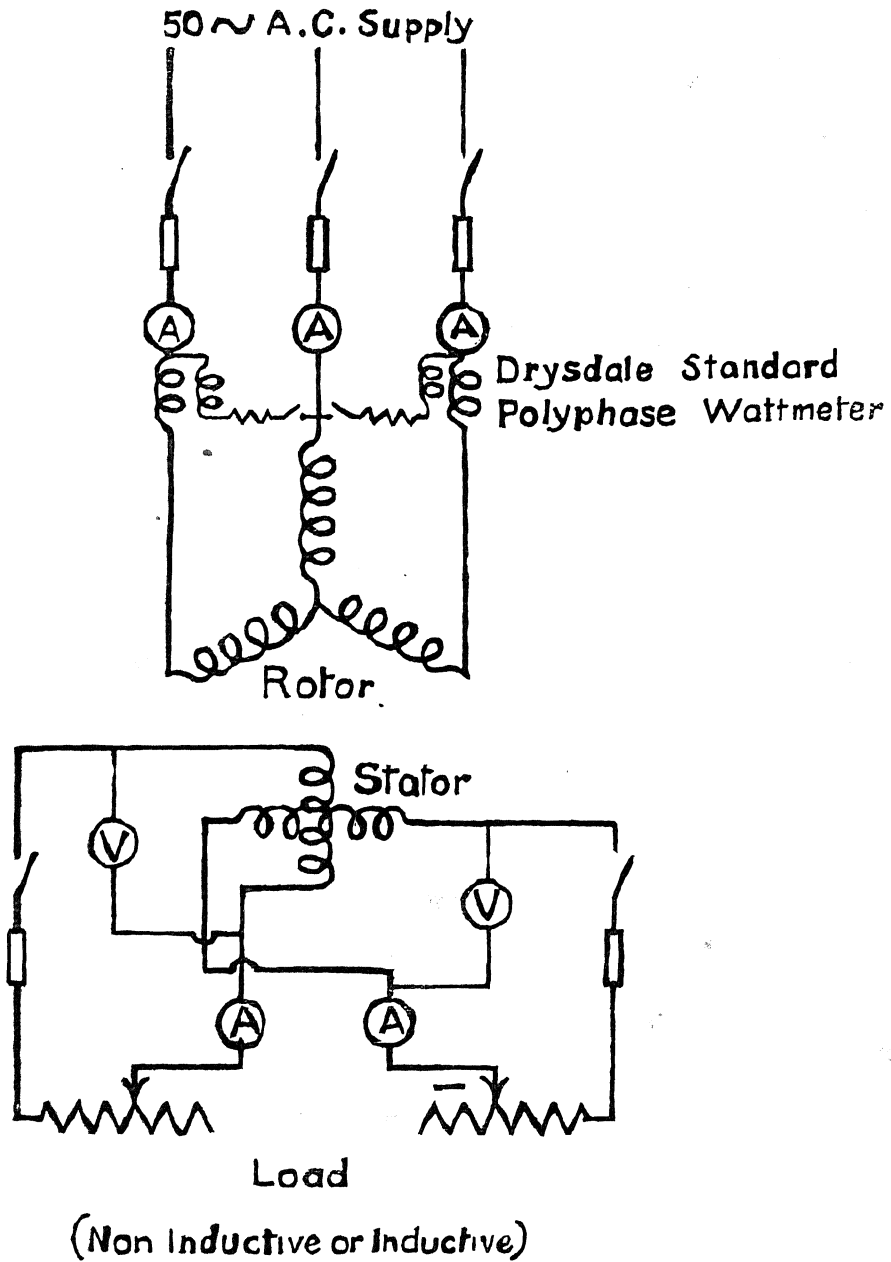 50~ A.C. Supply
A
A
A
Drysdale Standard
Polyphase Wattmeter
Rotor
Stator
V
V
A
A
Load
(Non Inductive or Inductive)